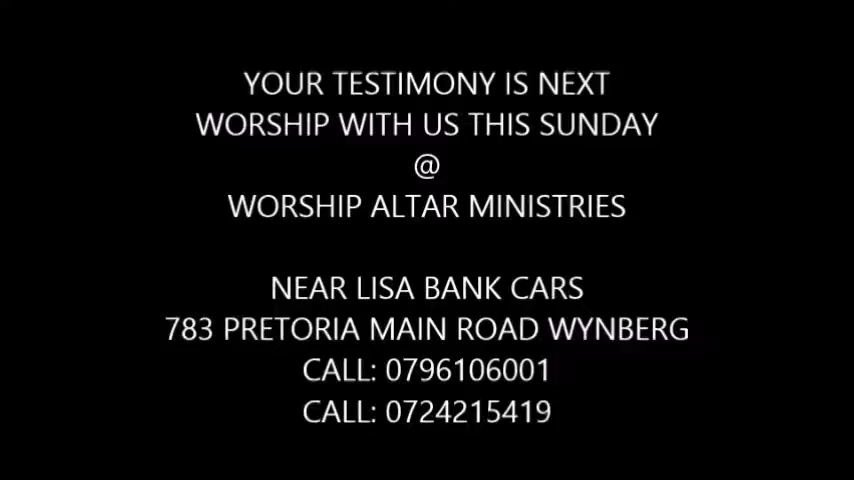 YOUR TESTIMONY IS NEXT
WORSHIP WITH US THIS SUNDAY
@
WORSHIP ALTAR MINISTRIES
NEAR LISA BANK CARS
783 PRETORIA MAIN ROAD WYNBERG
CALL: 0796106001
CALL: 0724215419